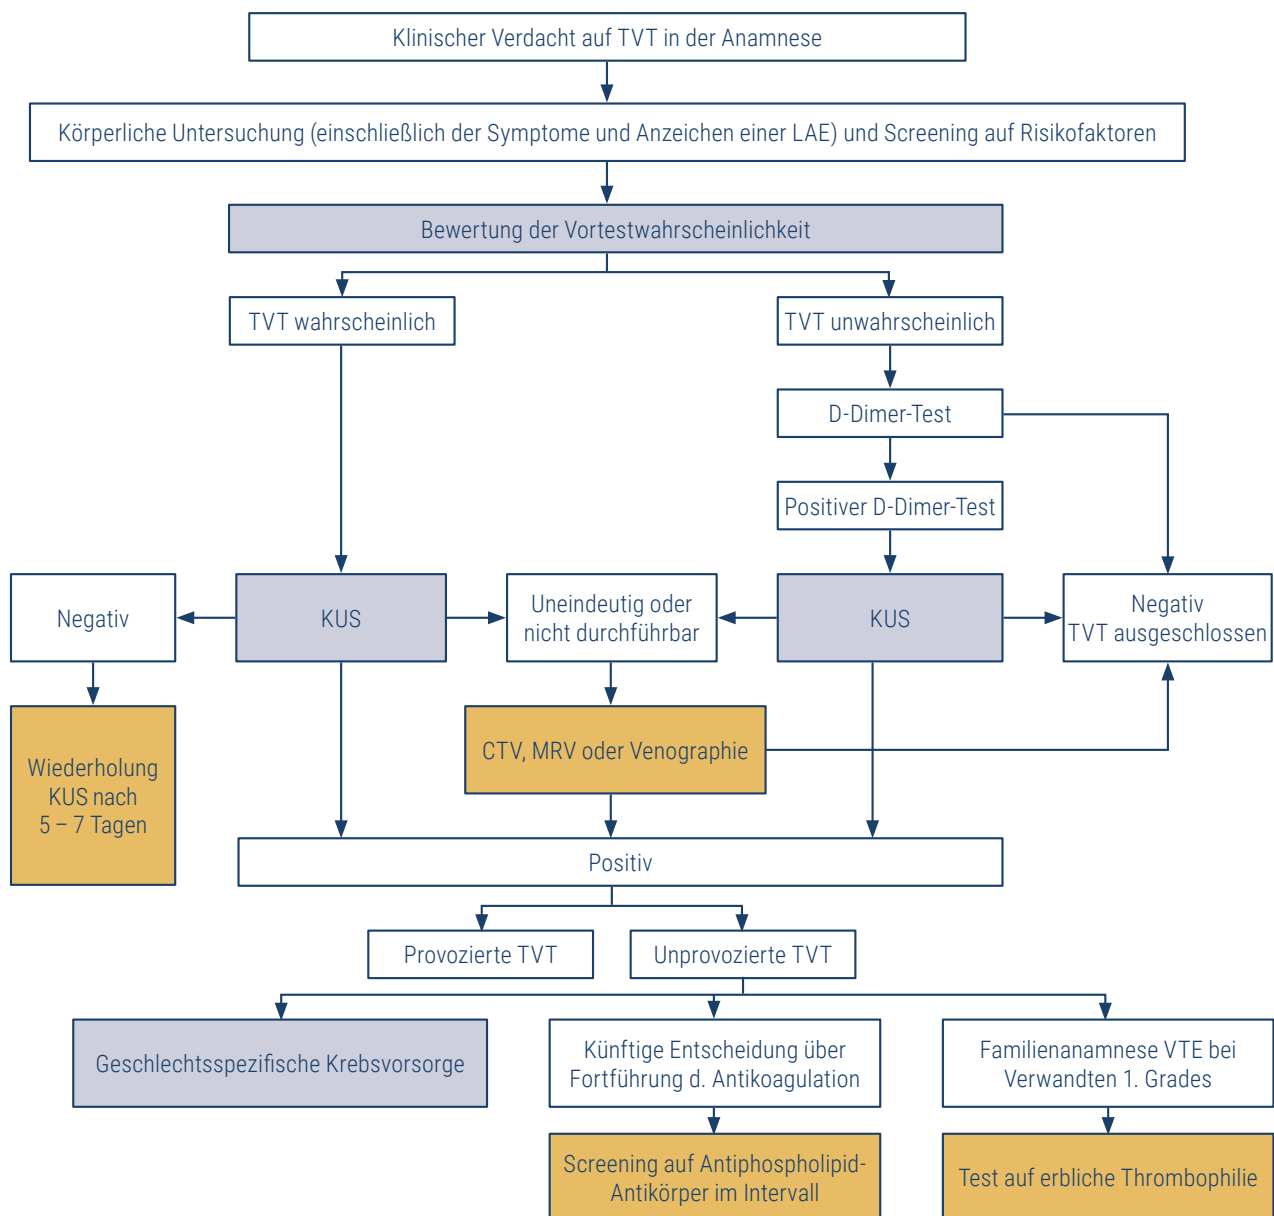 Klinischer Verdacht auf TVT in der Anamnese
Körperliche Untersuchung (einschließlich der Symptome und Anzeichen einer LAE) und Screening auf Risikofaktoren
Bewertung der Vortestwahrscheinlichkeit
TVT wahrscheinlich
TVT unwahrscheinlich
D-Dimer-Test
Positiver D-Dimer-Test
Negativ
KUS
Uneindeutig oder
nicht durchführbar
KUS
Negativ
TVT ausgeschlossen
Wiederholung
KUS nach
5 – 7 Tagen
CTV, MRV oder Venographie
Positiv
Provozierte TVT
Unprovozierte TVT
Geschlechtsspezifische Krebsvorsorge
Künftige Entscheidung über
Fortführung d. Antikoagulation
Familienanamnese VTE bei
Verwandten 1. Grades
Screening auf Antiphospholipid-
Antikörper im Intervall
Test auf erbliche Thrombophilie